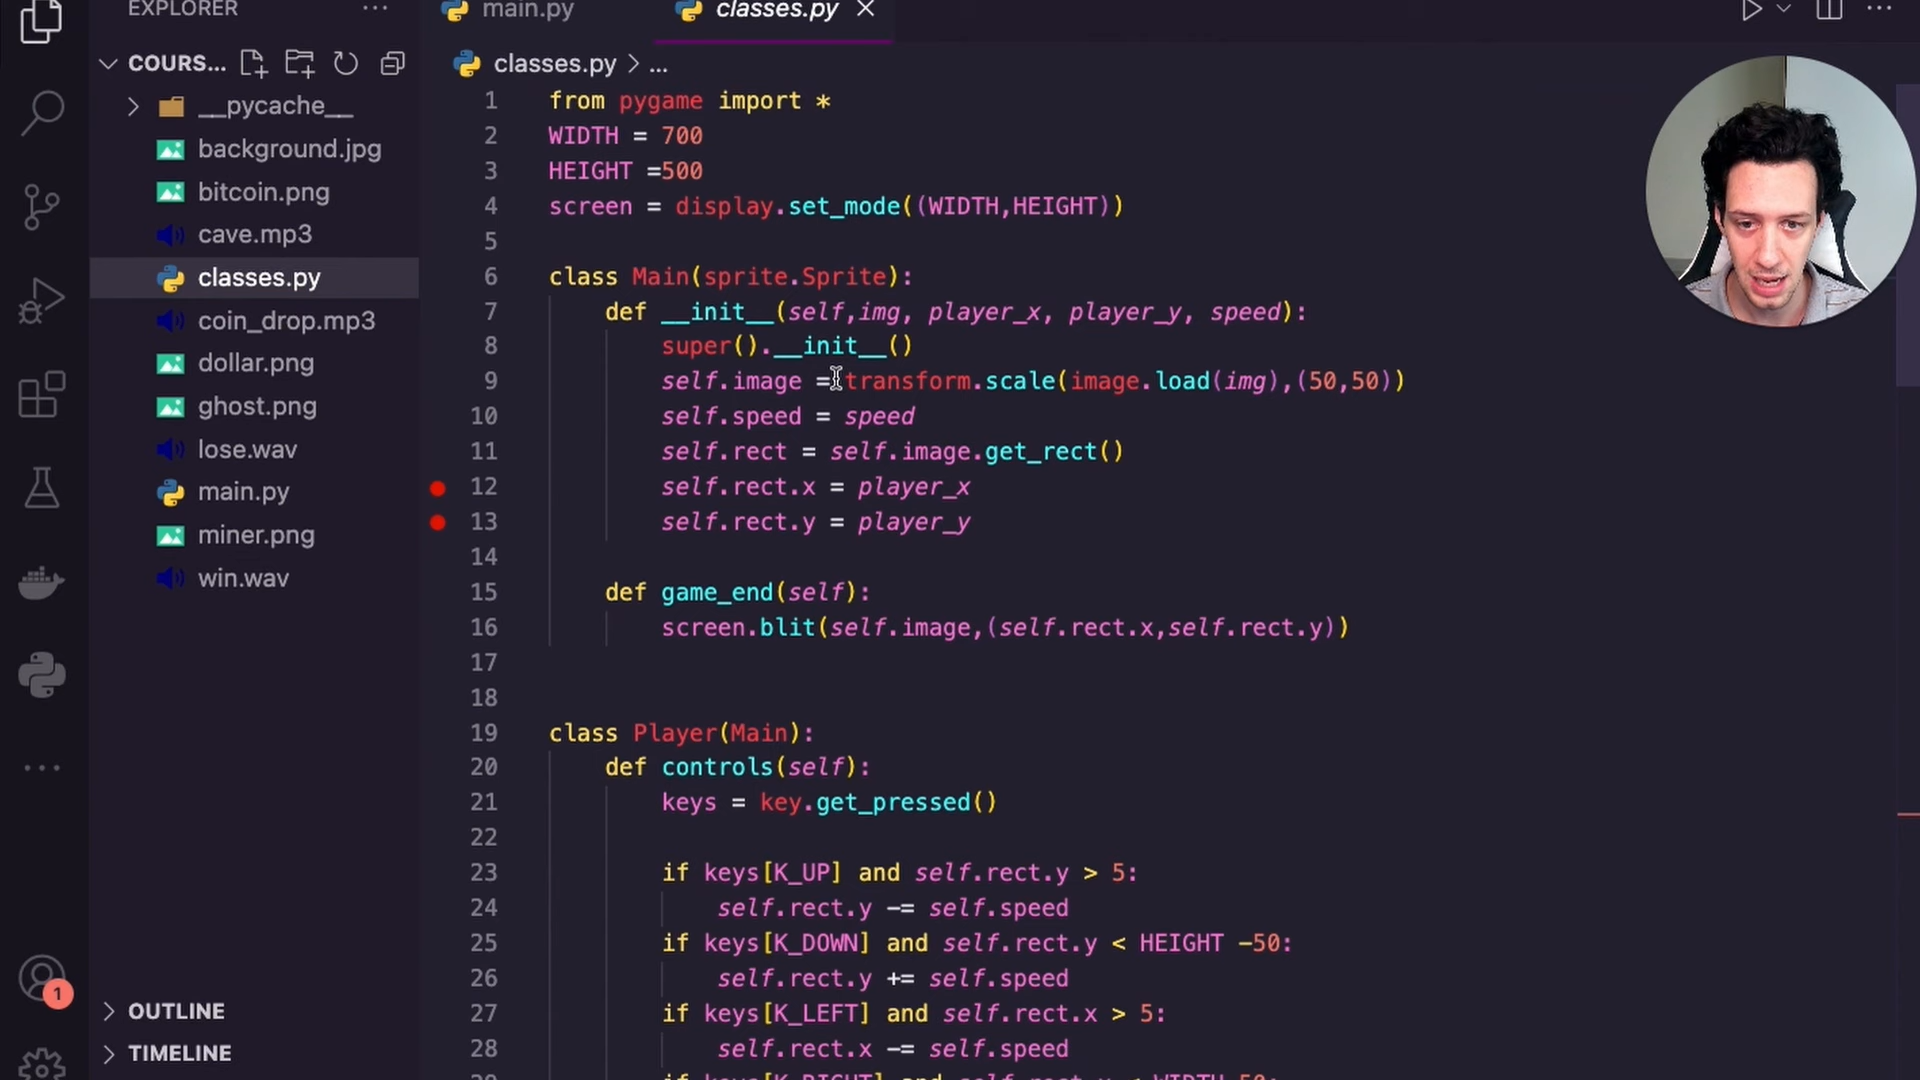 EXPLORER
main.py
classes.py
COURS...
classes.py > ...
__pycache__
background.jpg
bitcoin.png
cave.mp3
classes.py
coin_drop.mp3
dollar.png
ghost.png
lose.wav
main.py
miner.png
win.wav
OUTLINE
TIMELINE
1
1 from pygame import *
2 WIDTH = 700
3 HEIGHT =500
4 screen = display.set_mode((WIDTH,HEIGHT))
5
6 class Main(sprite.Sprite):
7 def __init__(self,img, player_x, player_y, speed):
8 super().__init__()
9 self.image = transform.scale(image.load(img),(50,50))
10 self.speed = speed
11 self.rect = self.image.get_rect()
12 self.rect.x = player_x
13 self.rect.y = player_y
14
15 def game_end(self):
16 screen.blit(self.image,(self.rect.x,self.rect.y))
17
18
19 class Player(Main):
20 def controls(self):
21 keys = key.get_pressed()
22
23 if keys[K_UP] and self.rect.y > 5:
24 self.rect.y -= self.speed
25 if keys[K_DOWN] and self.rect.y < HEIGHT -50:
26 self.rect.y += self.speed
27 if keys[K_LEFT] and self.rect.x > 5:
28 self.rect.x -= self.speed